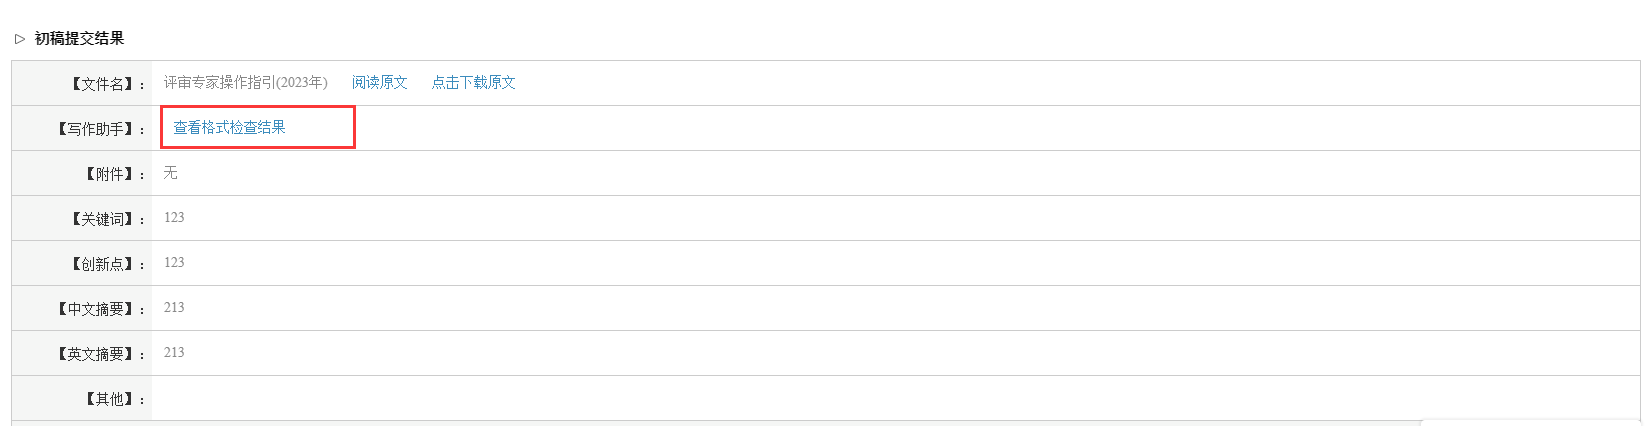 ▷ 初稿提交结果
【文件名】： 评审专家操作指引(2023年) 阅读原文 点击下载原文
【写作助手】： 查看格式检查结果
【附件】： 无
【关键词】： 123
【创新点】： 123
【中文摘要】： 213
【英文摘要】： 213
【其他】：